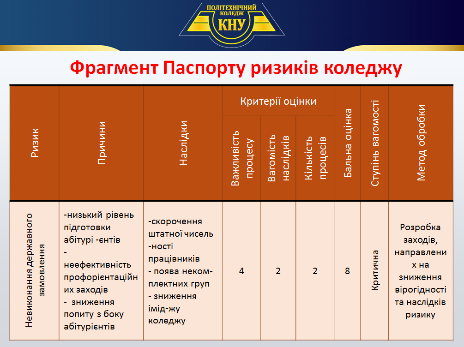 ПОЛІТЕХНІЧНИЙ
КОЛЕДЖ
КНУ
Фрагмент Паспорту ризиків коледжу
Ризик
Причини
Наслідки
Критерії оцінки
Важливість
процесу
Вагомість
наслідків
Кількість
процесів
Бальна оцінка
Ступінь вагомості
Метод обробки
Невиконання державного
замовлення
-низький рівень
підготовки
абітурі -єнтів
-
неефективність
профорієнтаційн
их заходів
- зниження
попиту з боку
абітурієнтів
-скорочення
штатної чисель
-ності
працівників
- поява неком-
плектних груп
- зниження
імід-жу
коледжу
4
2
2
8
Критична
Розробка
заходів,
направлени
х на
зниження
вірогідності
та наслідків
ризику